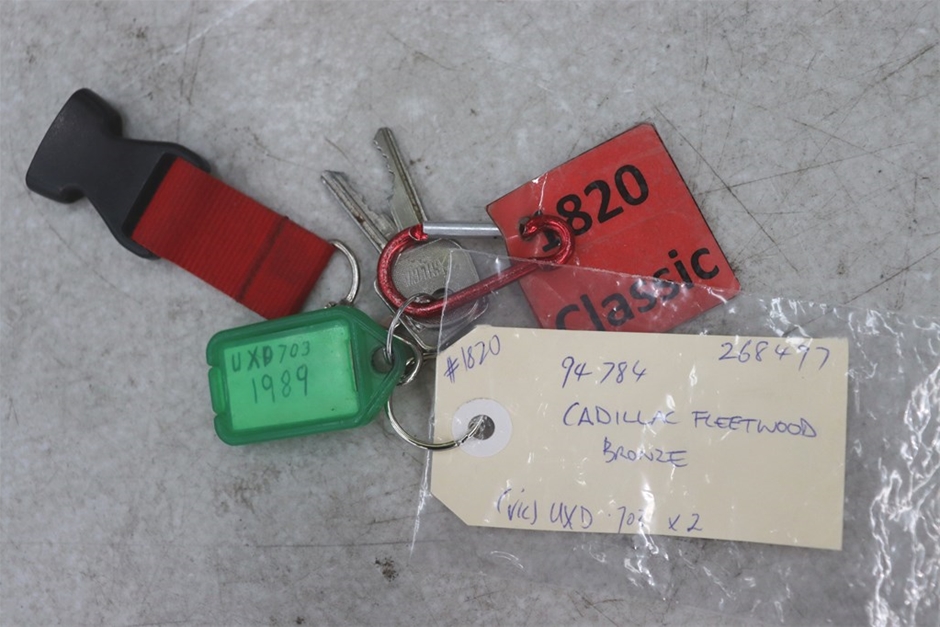 1820
Classic
UXD703
1989
#1820
268497
94784
CADILLAC FLEETWOOD
BRONZE
(VIC) UXD 703 x2